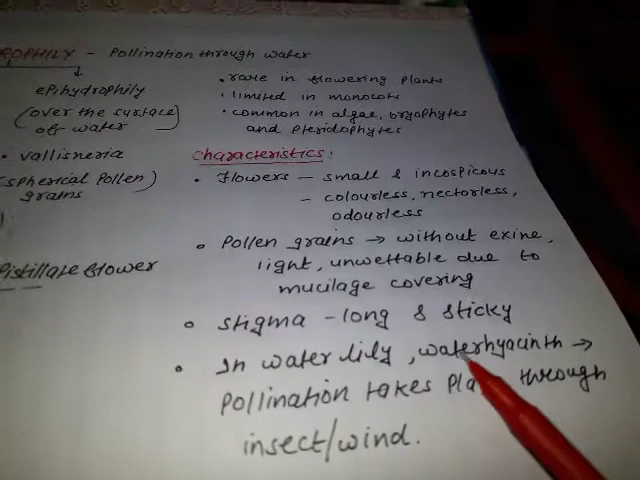 ROPHILY - Pollination through water
epihydrophily
(over the surface
of water)
• vallisneria
(spherical Pollen)
grains
Pistillate flower
• rare in flowering plants
• limited in monocots
• common in algae, bryophytes
and pteridophytes
Characteristics:
• Flowers - small & incospicous
- colourless, nectorless,
odourless
• Pollen grains → without exine,
light, unwettable due to
mucilage covering
• Stigma - long & sticky
• In water lily, waterhyacinth →
Pollination takes Pla through
insect/wind.